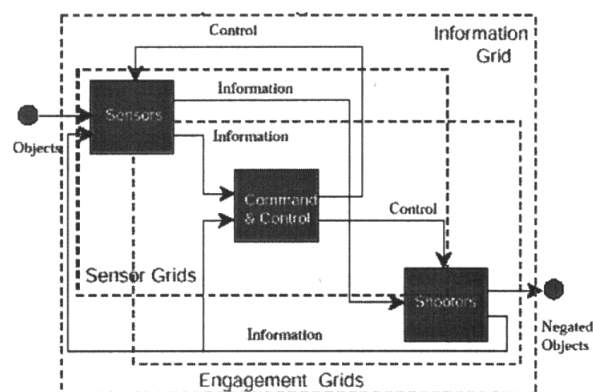 Control
Information
Grid
Information
Sensors
Information
Objects
Command
& Control
Control
Sensor Grids
Shooters
Information
Negated
Objects
Engagement Grids